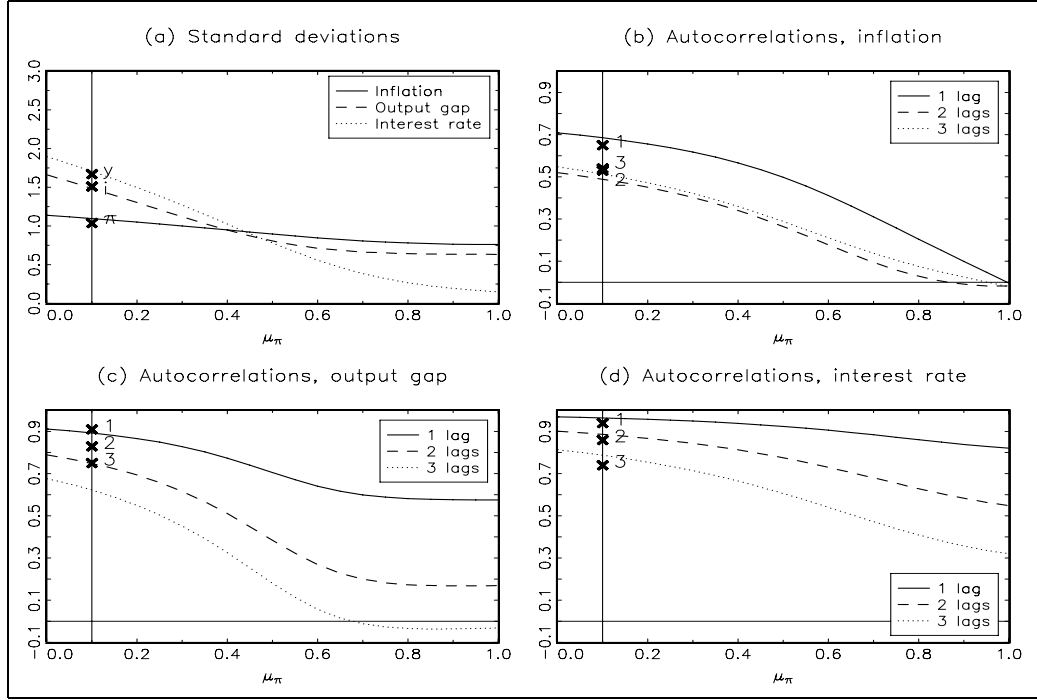 (a) Standard deviations
3.0
2.5
2.0
1.5
1.0
0.5
0.0
Inflation
Output gap
Interest rate
y
i
π
0.0 0.2 0.4 0.6 0.8 1.0
μπ
(b) Autocorrelations, inflation
0.9
0.7
0.5
0.3
0.1
-0.1
1 lag
2 lags
3 lags
1
3
2
0.0 0.2 0.4 0.6 0.8 1.0
μπ
(c) Autocorrelations, output gap
0.9
0.7
0.5
0.3
0.1
-0.1
1 lag
2 lags
3 lags
1
2
3
0.0 0.2 0.4 0.6 0.8 1.0
μπ
(d) Autocorrelations, interest rate
0.9
0.7
0.5
0.3
0.1
-0.1
1
2
3
1 lag
2 lags
3 lags
0.0 0.2 0.4 0.6 0.8 1.0
μπ